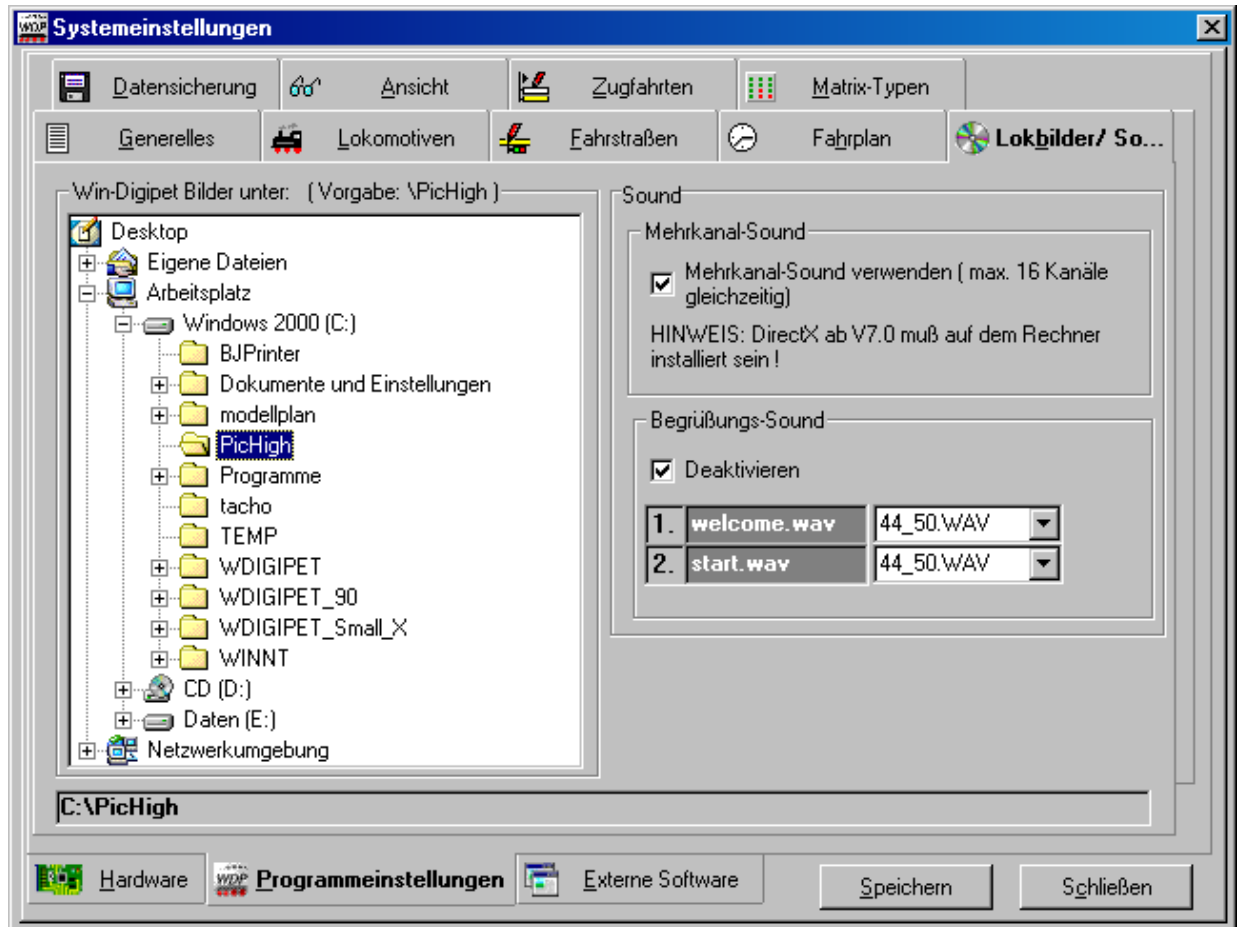 WDP Systemeinstellungen
Datensicherung Ansicht Zugfahrten Matrix-Typen
Generelles Lokomotiven Fahrstraßen Fahrplan Lokbilder/ So...
Win-Digipet Bilder unter: ( Vorgabe: \PicHigh )
Desktop
Eigene Dateien
Arbeitsplatz
Windows 2000 (C:)
BJPrinter
Dokumente und Einstellungen
modellplan
PicHigh
Programme
tacho
TEMP
WDIGIPET
WDIGIPET_90
WDIGIPET_Small_X
WINNT
CD (D:)
Daten (E:)
Netzwerkumgebung
Sound
Mehrkanal-Sound
Mehrkanal-Sound verwenden ( max. 16 Kanäle
gleichzeitig)
HINWEIS: DirectX ab V7.0 muß auf dem Rechner
installiert sein !
Begrüßungs-Sound
Deaktivieren
1. welcome.wav 44_50.WAV
2. start.wav 44_50.WAV
C:\PicHigh
Hardware WDP Programmeinstellungen Externe Software Speichern Schließen